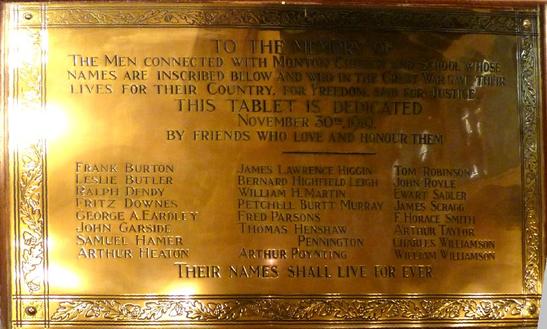 TO THE MEMORY OF
THE MEN CONNECTED WITH MONTON CHURCH AND SCHOOL WHOSE
NAMES ARE INSCRIBED BELOW AND WHO IN THE GREAT WAR GAVE THEIR
LIVES FOR THEIR COUNTRY, FOR FREEDOM, AND FOR JUSTICE
THIS TABLET IS DEDICATED
NOVEMBER 30TH, 1919,
BY FRIENDS WHO LOVE AND HONOUR THEM
FRANK BURTON
LESLIE BUTLER
RALPH DENDY
FRITZ DOWNES
GEORGE A. EARDLEY
JOHN GARSIDE
SAMUEL HAMER
ARTHUR HEATON
JAMES LAWRENCE HIGGIN
BERNARD HIGHFIELD LEIGH
WILLIAM H. MARTIN
PETCHELL BURTT MURRAY
FRED PARSONS
THOMAS HENSHAW
PENNINGTON
ARTHUR POYNTING
TOM ROBINSON
JOHN ROYLE
EWART SADLER
JAMES SCRAGG
F. HORACE SMITH
ARTHUR TAYLOR
CHARLES WILLIAMSON
WILLIAM WILLIAMSON
THEIR NAMES SHALL LIVE FOR EVER